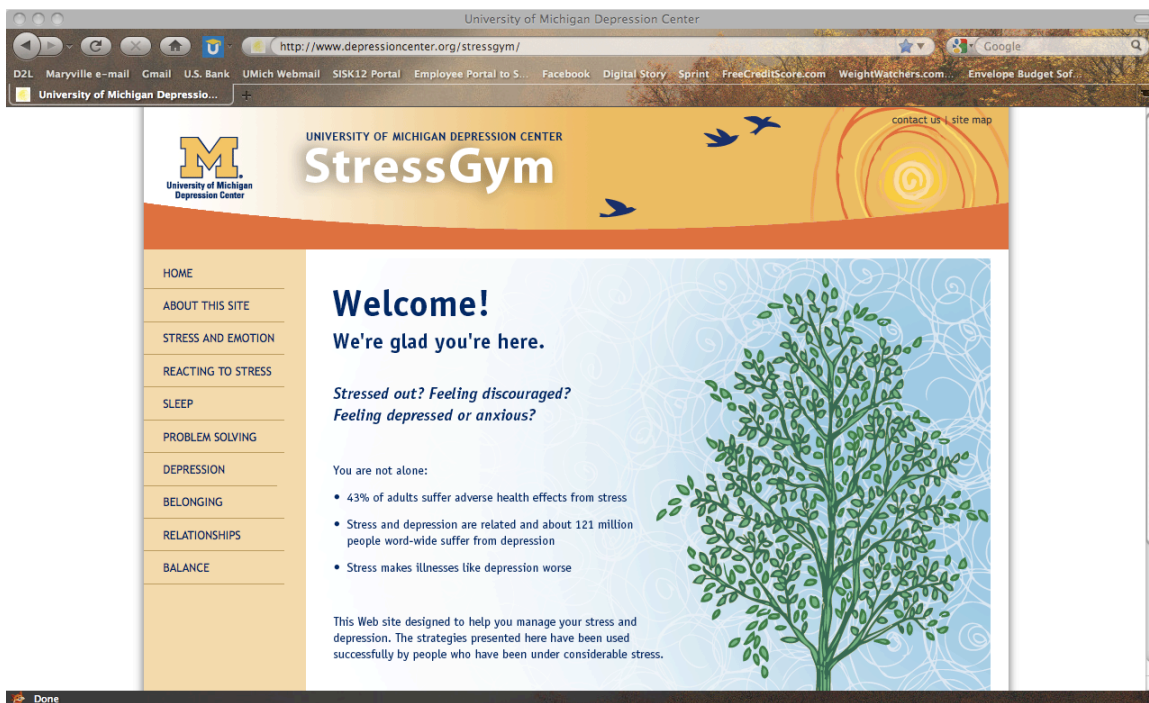 University of Michigan Depression Center
http://www.depressioncenter.org/stressgym/
Google
D2L Maryville e-mail Gmail U.S. Bank UMich Webmail SISK12 Portal Employee Portal to S... Facebook Digital Story Sprint FreeCreditScore.com WeightWatchers.com... Envelope Budget Sof...
University of Michigan Depressio...
contact us | site map
M
University of Michigan
Depression Center
UNIVERSITY OF MICHIGAN DEPRESSION CENTER
StressGym
HOME
ABOUT THIS SITE
STRESS AND EMOTION
REACTING TO STRESS
SLEEP
PROBLEM SOLVING
DEPRESSION
BELONGING
RELATIONSHIPS
BALANCE
Welcome!
We're glad you're here.
Stressed out? Feeling discouraged?
Feeling depressed or anxious?
You are not alone:
• 43% of adults suffer adverse health effects from stress
• Stress and depression are related and about 121 million
people word-wide suffer from depression
• Stress makes illnesses like depression worse
This Web site designed to help you manage your stress and
depression. The strategies presented here have been used
successfully by people who have been under considerable stress.
Done